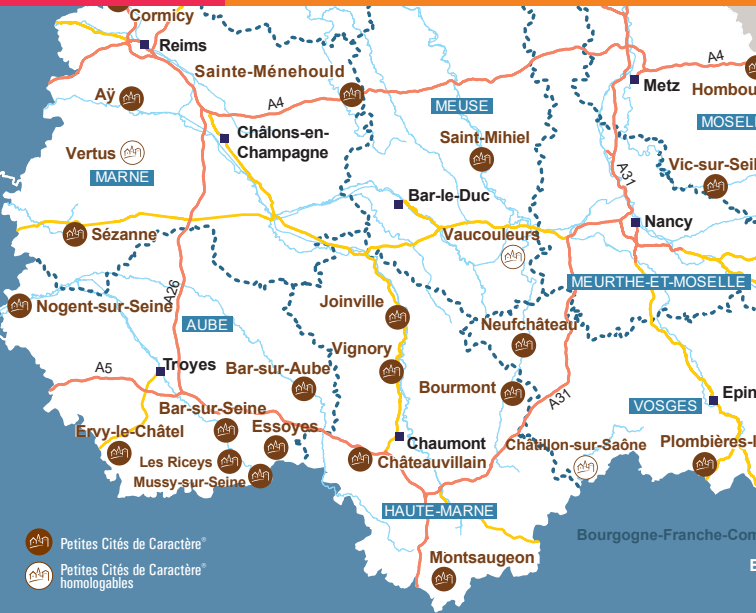 Cormicy
Reims
A4
Metz
Sainte-Ménehould
Hombou
Aÿ
A4
MEUSE
MOSELL
Châlons-en-
Champagne
Saint-Mihiel
Vertus
MARNE
Vic-sur-Seil
A31
Bar-le-Duc
Nancy
Sézanne
Vaucouleurs
MEURTHE-ET-MOSELLE
A26
Nogent-sur-Seine
Joinville
AUBE
Neufchâteau
Vignory
Troyes
Bar-sur-Aube
A5
Bourmont
A31
Epin
VOSGES
Bar-sur-Seine
Ervy-le-Châtel
Essoyes
Chaumont
Châtillon-sur-Saône
Plombières-l
Les Riceys
Châteauvillain
Mussy-sur-Seine
HAUTE-MARNE
Bourgogne-Franche-Com
Petites Cités de Caractère®
Montsaugeon
Petites Cités de Caractère®
homologables